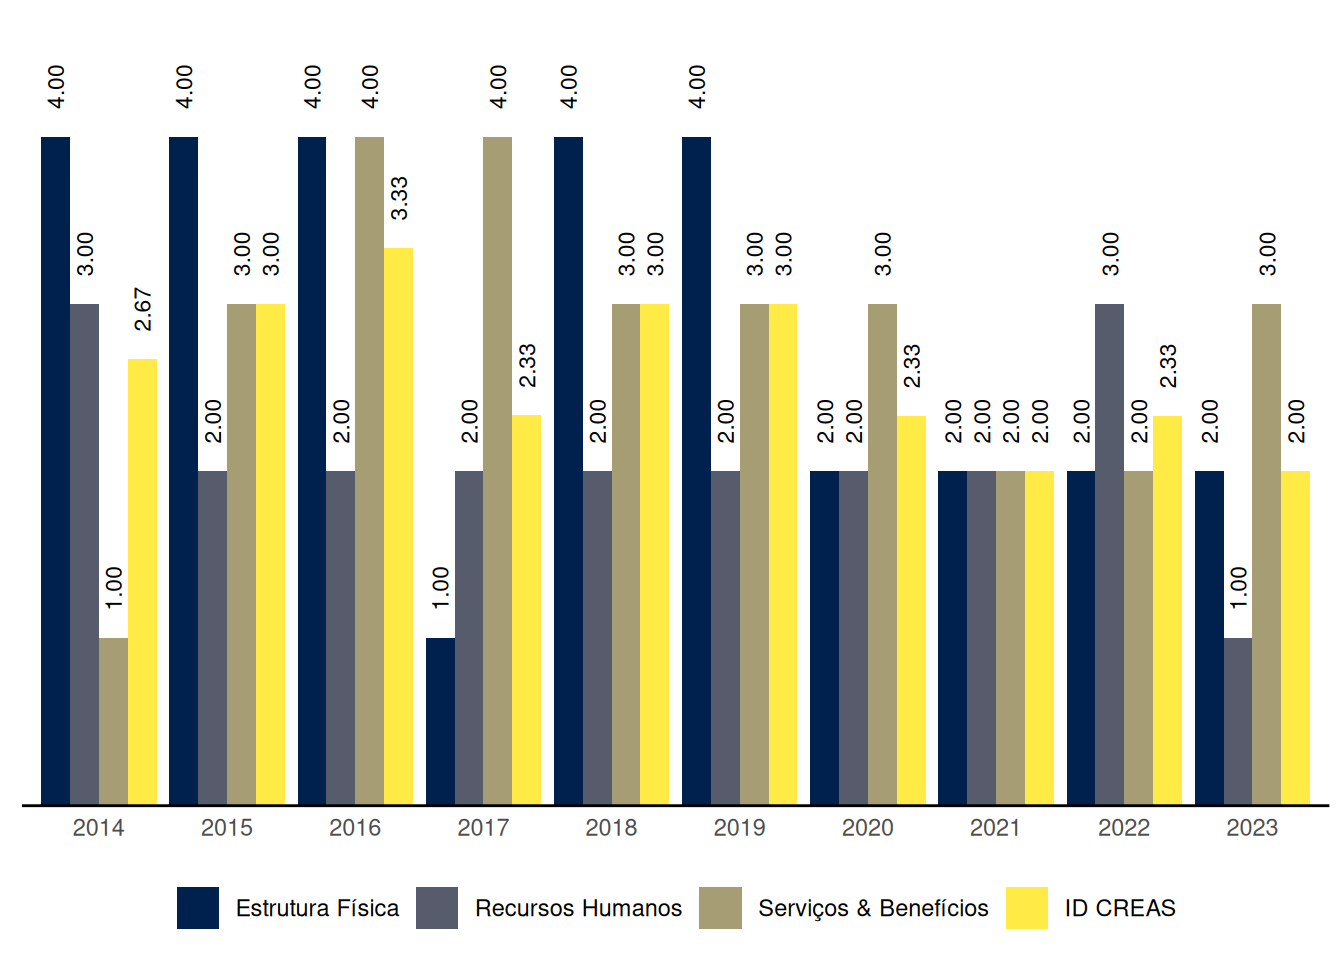 4.00 4.00 4.00 4.00 4.00 4.00 4.00
3.33
3.00 3.00 3.00 3.00 3.00 3.00 3.00 3.00 3.00 3.00
2.67
2.33 2.33 2.33
2.00 2.00 2.00 2.00 2.00 2.00 2.00 2.00 2.00 2.00 2.00 2.00 2.00 2.00 2.00
1.00 1.00 1.00
2014 2015 2016 2017 2018 2019 2020 2021 2022 2023
Estrutura Física Recursos Humanos Serviços & Benefícios ID CREAS